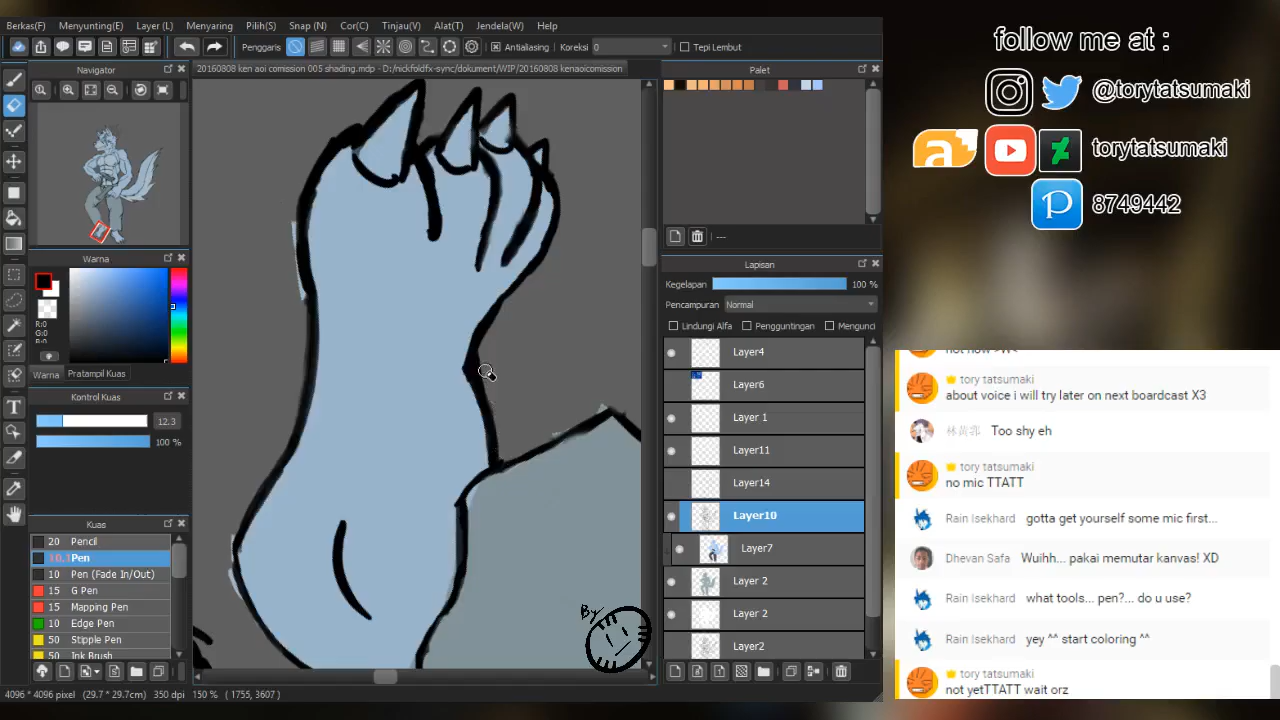 Berkas(F) Menyunting(E) Layer (L) Menyaring Pilih(S) Snap (N) Cor(C) Tinjau(V) Alat(T) Jendela(W) Help
Penggaris Antialiasing Koreksi 0 Tepi Lembut
Navigator
20160808 ken aoi comission 005 shading.mdp - D:/nickfoldfx-sync/dokument/WIP/20160808 kenaoicomission
Palet
Warna
R:0
G:0
B:0
Warna Pratampil Kuas
Kontrol Kuas
12.3
100 %
Kuas
20 Pencil
10.1 Pen
10 Pen (Fade In/Out)
15 G Pen
15 Mapping Pen
10 Edge Pen
50 Stipple Pen
50 Ink Brush
4096 * 4096 pixel (29.7 * 29.7cm) 350 dpi 150 % ( 1755, 3607 )
By
---
Lapisan
Kegelapan 100 %
Pencampuran Normal
Lindungi Alfa Pengguntingan Mengunci
Layer4
Layer6
Layer 1
Layer11
Layer14
Layer10
Layer7
Layer 2
Layer 2
Layer2
follow me at :
@torytatsumaki
torytatsumaki
8749442
tory tatsumaki
about voice i will try later on next boardcast X3
Too shy eh
tory tatsumaki
no mic TTATT
Rain Isekhard gotta get yourself some mic first...
Dhevan Safa Wuihh... pakai memutar kanvas! XD
Rain Isekhard what tools... pen?... do u use?
Rain Isekhard yey ^^ start coloring ^^
tory tatsumaki
not yetTTATT wait orz